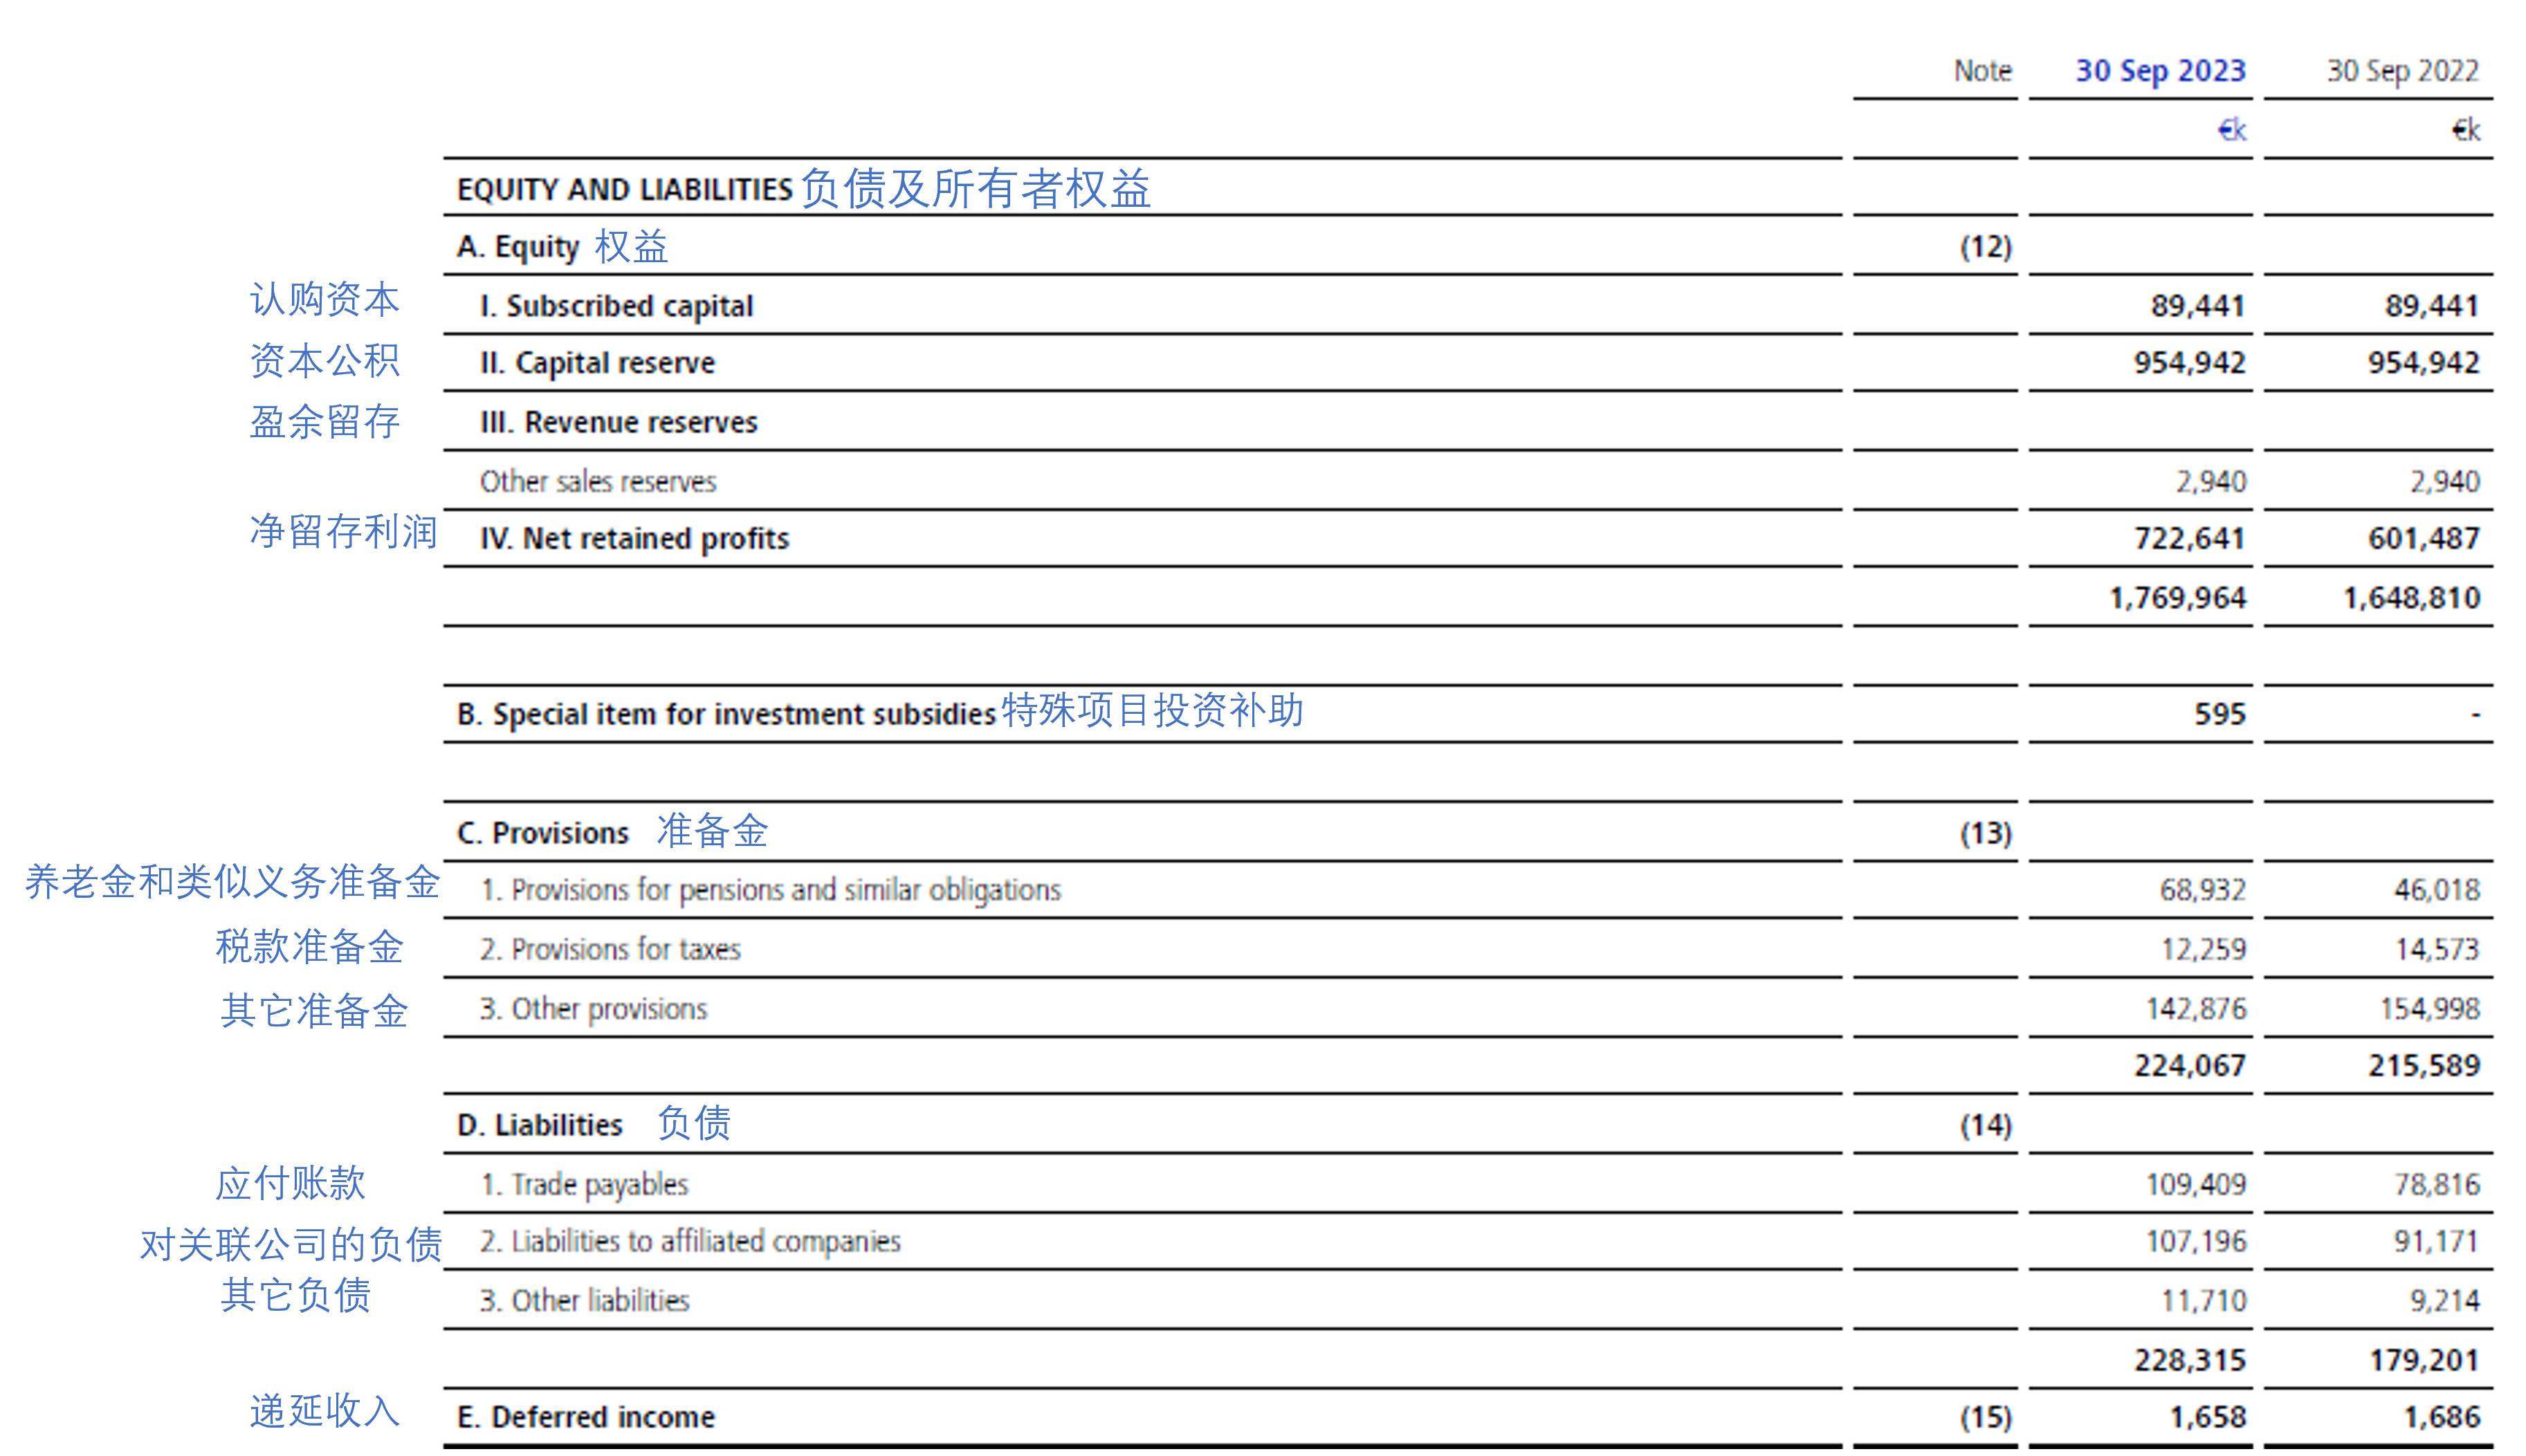 Note 30 Sep 2023 30 Sep 2022
€k €k
EQUITY AND LIABILITIES 负债及所有者权益
A. Equity 权益 (12)
认购资本 I. Subscribed capital 89,441 89,441
资本公积 II. Capital reserve 954,942 954,942
盈余留存 III. Revenue reserves
Other sales reserves 2,940 2,940
净留存利润 IV. Net retained profits 722,641 601,487
1,769,964 1,648,810
B. Special item for investment subsidies 特殊项目投资补助 595 -
C. Provisions 准备金 (13)
养老金和类似义务准备金 1. Provisions for pensions and similar obligations 68,932 46,018
税款准备金 2. Provisions for taxes 12,259 14,573
其它准备金 3. Other provisions 142,876 154,998
224,067 215,589
D. Liabilities 负债 (14)
应付账款 1. Trade payables 109,409 78,816
对关联公司的负债 2. Liabilities to affiliated companies 107,196 91,171
其它负债 3. Other liabilities 11,710 9,214
228,315 179,201
递延收入 E. Deferred income (15) 1,658 1,686